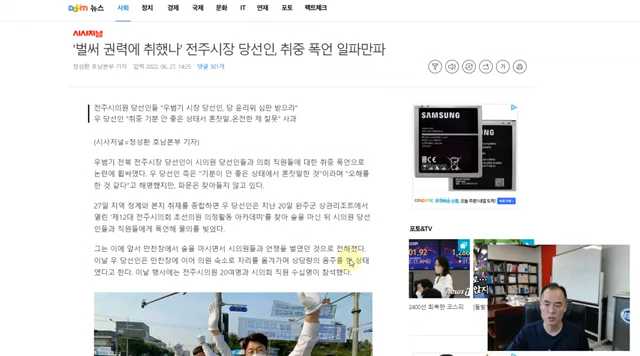 Daum 뉴스 사회 정치 경제 국제 문화 IT 연재 포토 팩트체크
시사저널
'벌써 권력에 취했나' 전주시장 당선인, 취중 폭언 일파만파
정성환 호남본부 기자 입력 2022. 06. 27. 14:25 댓글 301개
전주시의원 당선인들 "우범기 시장 당선인, 당 윤리위 심판 받으라"
우 당선인 "취중 기분 안 좋은 상태서 혼잣말,온전한 제 잘못" 사과
(시사저널=정성환 호남본부 기자)
우범기 전북 전주시장 당선인이 시의원 당선인들과 의회 직원들에 대한 취중 폭언으로
논란에 휩싸였다. 우 당선인 측은 "기분이 안 좋은 상태에서 혼잣말한 것"이라며 "오해를
한 것 같다"고 해명했지만, 파문은 잦아들지 않고 있다.
27일 지역 정계와 본지 취재를 종합하면 우 당선인은 지난 20일 완주군 상관리조트에서
열린 '제12대 전주시의회 초선의원 의정활동 아카데미'를 찾아 술을 마신 뒤 시의원 당선
인들과 직원들에게 폭언해 물의를 빚었다.
그는 이에 앞서 만찬장에서 술을 마시면서 시의원들과 언쟁을 벌였던 것으로 전해졌다.
이날 우 당선인은 만찬장에 이어 의원 숙소로 자리를 옮기며 상당량의 음주를 한 상태
였다고 한다. 이날 행사에는 전주시의원 20여명과 시의회 직원 수십명이 참석했다.
SAMSUNG
coupang
포토&TV
2400선 회복한 코스피